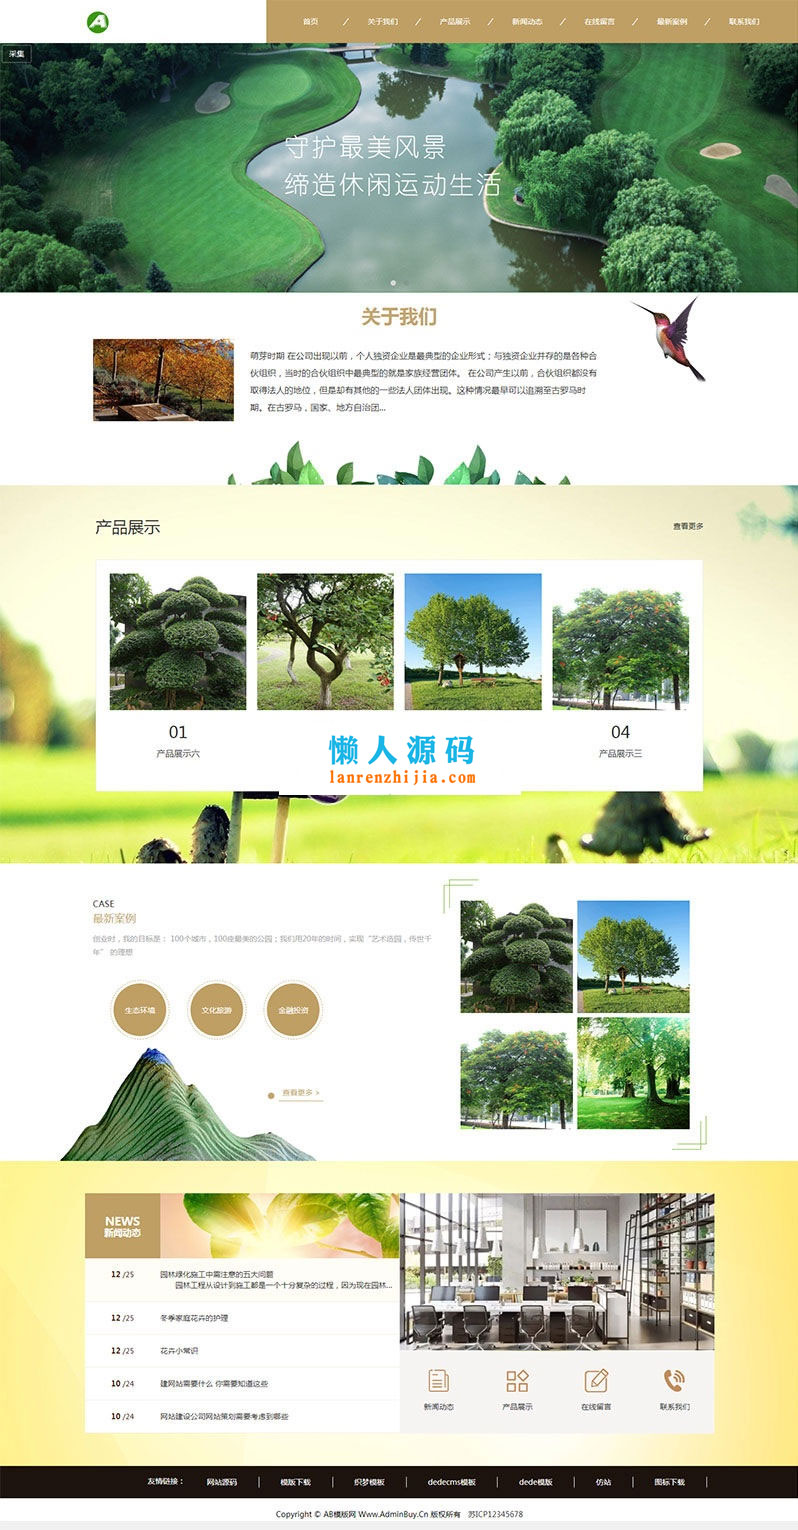 A
首页 / 关于我们 / 产品展示 / 新闻动态 / 在线留言 / 最新案例 / 联系我们
采集
守护最美风景
缔造休闲运动生活
关于我们
萌芽时期 在公司出现以前，个人独资企业是最典型的企业形式；与独资企业并存的是各种合
伙组织，当时的合伙组织中最典型的就是家族经营团体。 在公司产生以前，合伙组织都没有
取得法人的地位，但是却有其他的一些法人团体出现。这种情况最早可以追溯至古罗马时
期。在古罗马，国家、地方自治团...
产品展示
查看更多
01
产品展示六
04
产品展示三
懒人源码
lanrenzhijia.com
CASE
最新案例
创业时，我的目标是： 100个城市，100座最美的公园；我们用20年的时间，实现“艺术造园，传世千
年” 的理想
生态环境
文化旅游
金融投资
查看更多 >
NEWS
新闻动态
12 /25 园林绿化施工中需注意的五大问题
园林工程从设计到施工都是一个十分复杂的过程，因为现在园林...
12 /25 冬季家庭花卉的护理
12 /25 花卉小常识
10 /24 建网站需要什么 你需要知道这些
10 /24 网站建设公司网站策划需要考虑到哪些
新闻动态
产品展示
在线留言
联系我们
友情链接： 网站源码 | 模版下载 | 织梦模板 | dedecms模板 | dede模版 | 仿站 | 图标下载 |
Copyright © AB模版网 Www.AdminBuy.Cn 版权所有 苏ICP12345678